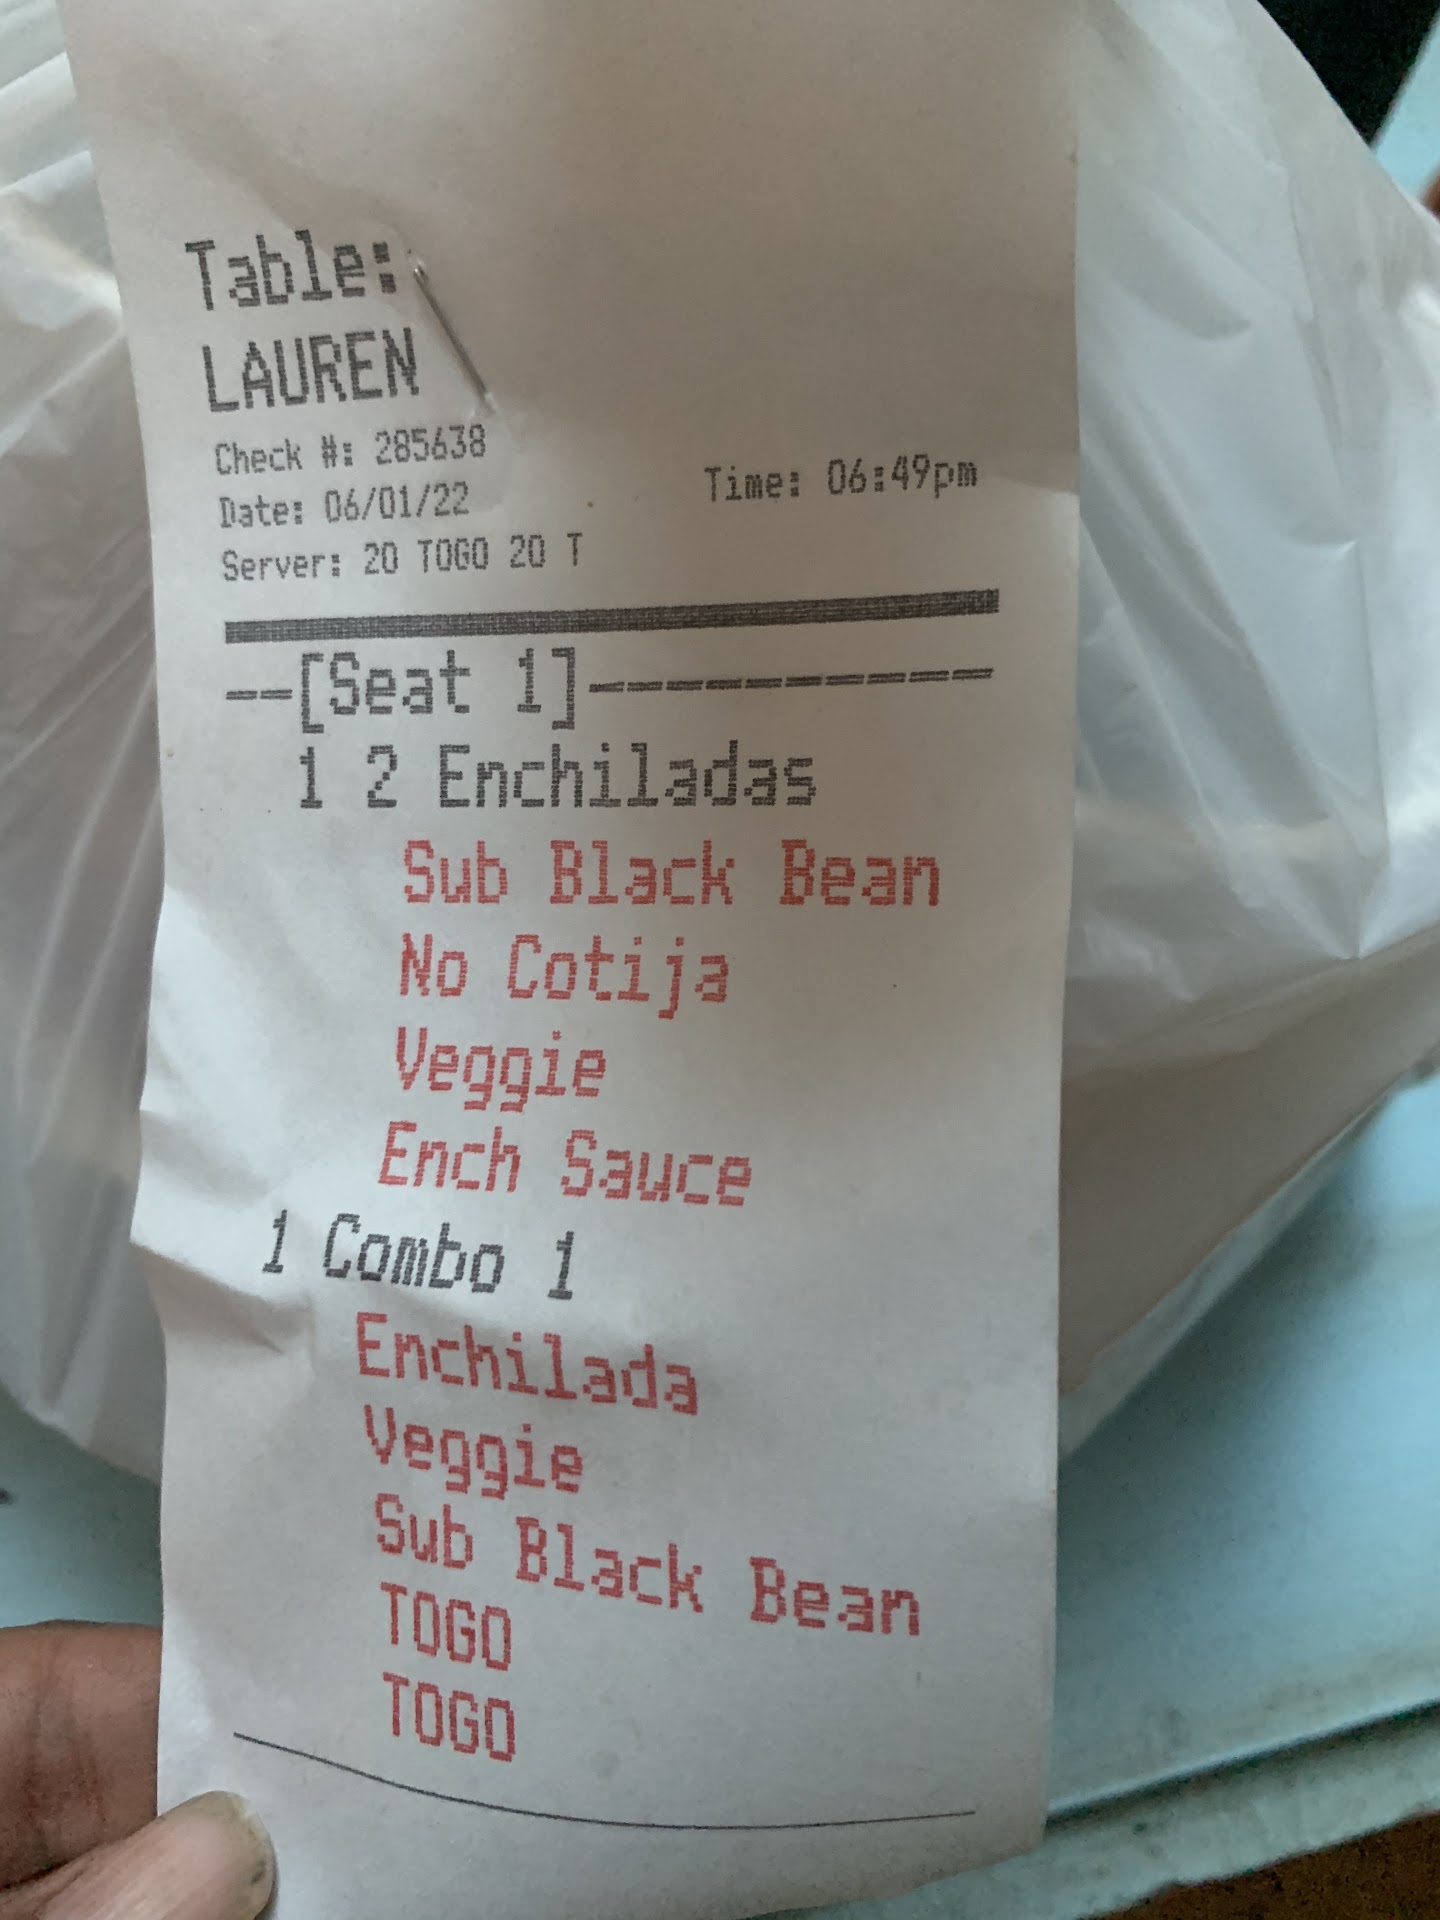 Table:
LAUREN
Check #: 285638
Date: 06/01/22 Time: 06:49pm
Server: 20 TOGO 20 T
--[Seat 1]----------
1 2 Enchiladas
Sub Black Bean
No Cotija
Veggie
Ench Sauce
1 Combo 1
Enchilada
Veggie
Sub Black Bean
TOGO
TOGO